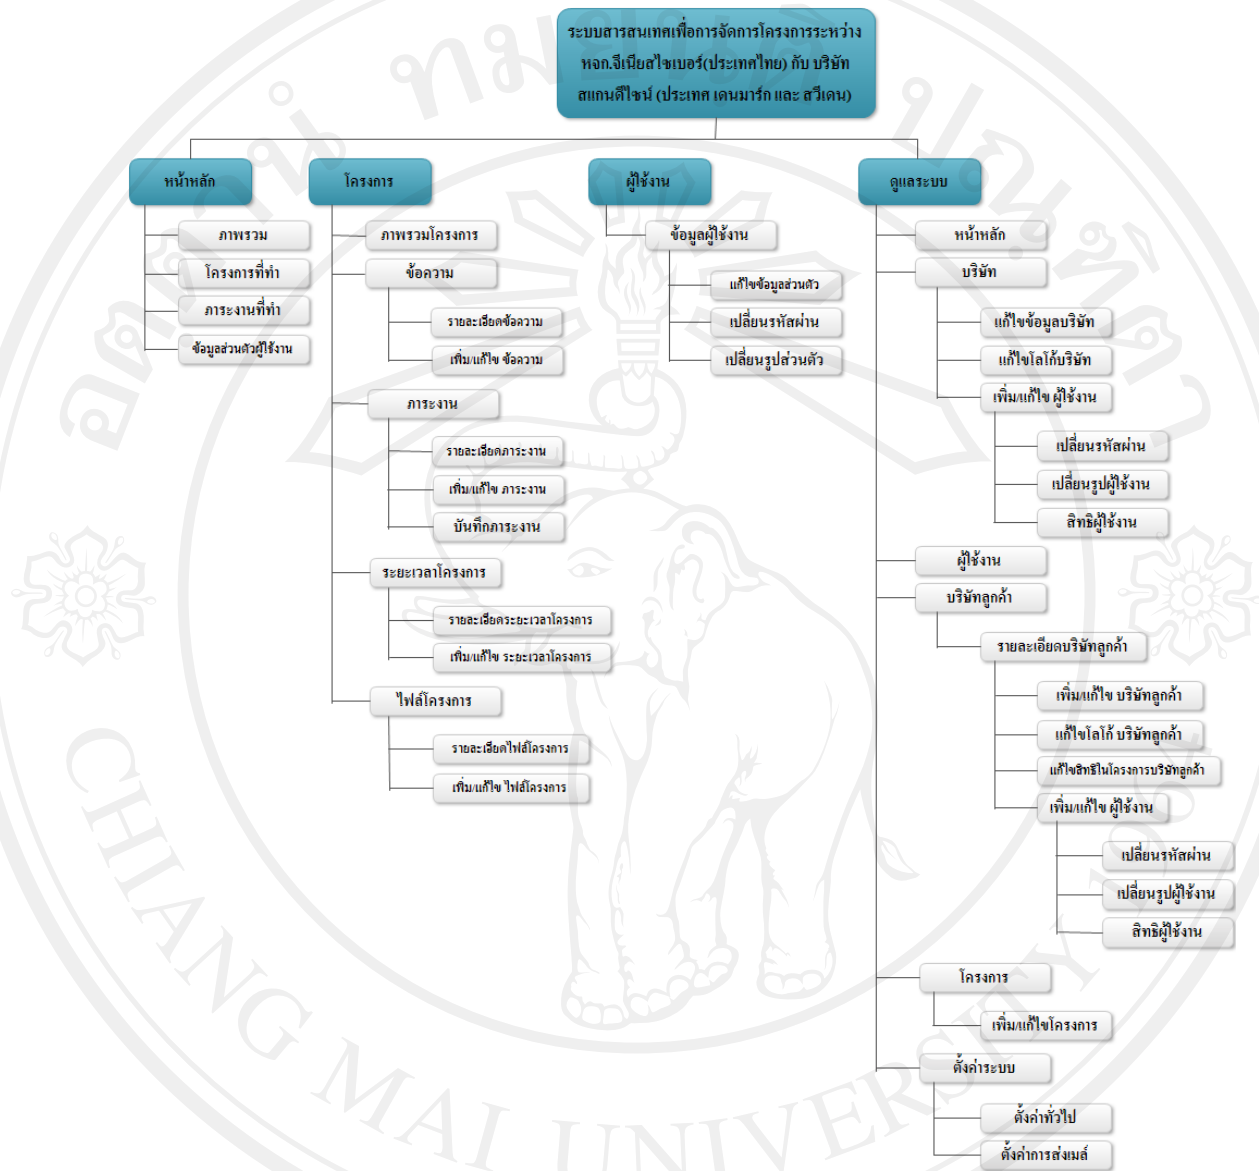 ระบบสารสนเทศเพื่อการจัดการโครงการระหว่าง
หจก.จีเนียสไซเบอร์(ประเทศไทย) กับ บริษัท
สแกนดีไซน์ (ประเทศ เดนมาร์ก และ สวีเดน)
หน้าหลัก
ภาพรวม
โครงการที่ทำ
ภาระงานที่ทำ
ข้อมูลส่วนตัวผู้ใช้งาน
โครงการ
ภาพรวมโครงการ
ข้อความ
รายละเอียดข้อความ
เพิ่ม/แก้ไข ข้อความ
ภาระงาน
รายละเอียดภาระงาน
เพิ่ม/แก้ไข ภาระงาน
บันทึกภาระงาน
ระยะเวลาโครงการ
รายละเอียดระยะเวลาโครงการ
เพิ่ม/แก้ไข ระยะเวลาโครงการ
ไฟล์โครงการ
รายละเอียดไฟล์โครงการ
เพิ่ม/แก้ไข ไฟล์โครงการ
ผู้ใช้งาน
ข้อมูลผู้ใช้งาน
แก้ไขข้อมูลส่วนตัว
เปลี่ยนรหัสผ่าน
เปลี่ยนรูปส่วนตัว
ดูแลระบบ
หน้าหลัก
บริษัท
แก้ไขข้อมูลบริษัท
แก้ไขโลโก้บริษัท
เพิ่ม/แก้ไข ผู้ใช้งาน
เปลี่ยนรหัสผ่าน
เปลี่ยนรูปผู้ใช้งาน
สิทธิผู้ใช้งาน
ผู้ใช้งาน
บริษัทลูกค้า
รายละเอียดบริษัทลูกค้า
เพิ่ม/แก้ไข บริษัทลูกค้า
แก้ไขโลโก้ บริษัทลูกค้า
แก้ไขสิทธิในโครงการบริษัทลูกค้า
เพิ่ม/แก้ไข ผู้ใช้งาน
เปลี่ยนรหัสผ่าน
เปลี่ยนรูปผู้ใช้งาน
สิทธิผู้ใช้งาน
โครงการ
เพิ่ม/แก้ไขโครงการ
ตั้งค่าระบบ
ตั้งค่าทั่วไป
ตั้งค่าการส่งเมล์
อตฺตานํ ทมยนฺติ ปณฺฑิตา
CHIANG MAI UNIVERSITY 1964